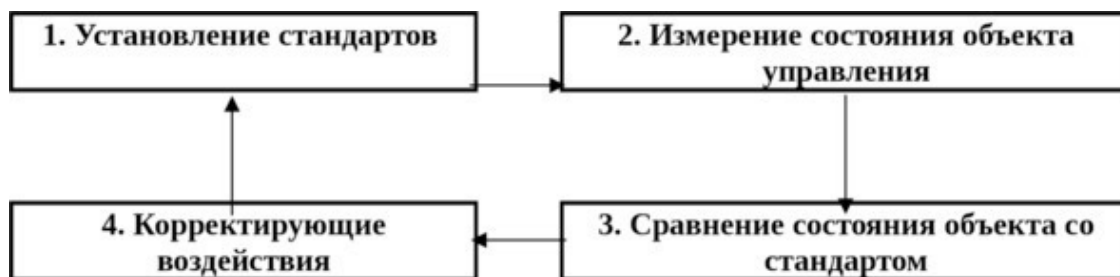 1. Установление стандартов
2. Измерение состояния объекта
управления
3. Сравнение состояния объекта со
стандартом
4. Корректирующие
воздействия